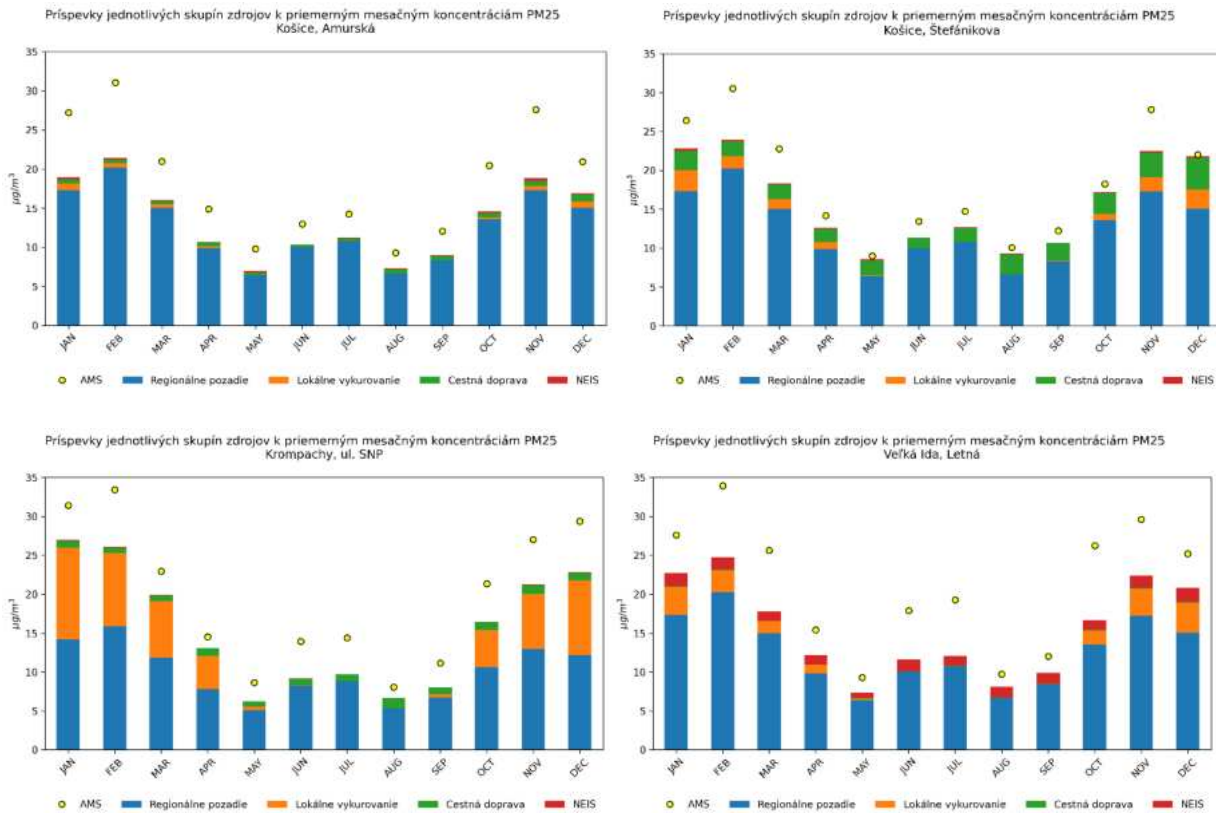 Príspevky jednotlivých skupín zdrojov k priemerným mesačným koncentráciám PM25
Košice, Amurská
35
30
25
20
15
10
5
0
µg/m³
JAN
FEB
MAR
APR
MAY
JUN
JUL
AUG
SEP
OCT
NOV
DEC
AMS
Regionálne pozadie
Lokálne vykurovanie
Cestná doprava
NEIS
Príspevky jednotlivých skupín zdrojov k priemerným mesačným koncentráciám PM25
Košice, Štefánikova
35
30
25
20
15
10
5
0
µg/m³
JAN
FEB
MAR
APR
MAY
JUN
JUL
AUG
SEP
OCT
NOV
DEC
AMS
Regionálne pozadie
Lokálne vykurovanie
Cestná doprava
NEIS
Príspevky jednotlivých skupín zdrojov k priemerným mesačným koncentráciám PM25
Krompachy, ul. SNP
35
30
25
20
15
10
5
0
µg/m³
JAN
FEB
MAR
APR
MAY
JUN
JUL
AUG
SEP
OCT
NOV
DEC
AMS
Regionálne pozadie
Lokálne vykurovanie
Cestná doprava
NEIS
Príspevky jednotlivých skupín zdrojov k priemerným mesačným koncentráciám PM25
Veľká Ida, Letná
35
30
25
20
15
10
5
0
µg/m³
JAN
FEB
MAR
APR
MAY
JUN
JUL
AUG
SEP
OCT
NOV
DEC
AMS
Regionálne pozadie
Lokálne vykurovanie
Cestná doprava
NEIS